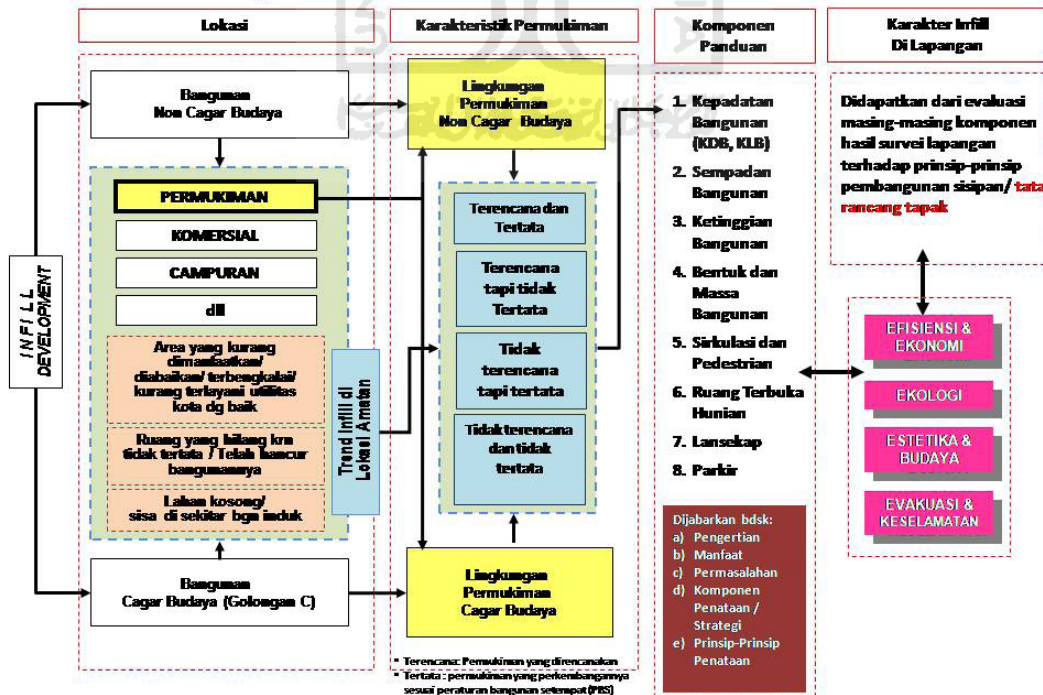 Lokasi
Karakteristik Permukiman
Komponen
Panduan
Karakter Infill
Di Lapangan
INFILL
DEVELOPMENT
Bangunan
Non Cagar Budaya
PERMUKIMAN
KOMERSIAL
CAMPURAN
dll
Area yang kurang
dimanfaatkan/
diabaikan/ terbengkalai/
kurang terlayani utilitas
kota dg baik
Ruang yang hilang krn
tidak tertata / Telah hancur
bangunannya
Lahan kosong/
sisa di sekitar bgn induk
Trend Infill di
Lokasi Amatan
Bangunan
Cagar Budaya (Golongan C)
Lingkungan
Permukiman
Non Cagar Budaya
Terencana dan
Tertata
Terencana
tapi tidak
Tertata
Tidak
terencana
tapi tertata
Tidak terencana
dan tidak
tertata
Lingkungan
Permukiman
Cagar Budaya
* Terencana: Permukiman yang direncanakan
* Tertata : permukiman yang perkembangannya
sesuai peraturan bangunan setempat (PBS)
1. Kepadatan
Bangunan
(KDB, KLB)
2. Sempadan
Bangunan
3. Ketinggian
Bangunan
4. Bentuk dan
Massa
Bangunan
5. Sirkulasi dan
Pedestrian
6. Ruang Terbuka
Hunian
7. Lansekap
8. Parkir
Dijabarkan bdsk:
a) Pengertian
b) Manfaat
c) Permasalahan
d) Komponen
Penataan /
Strategi
e) Prinsip-Prinsip
Penataan
Didapatkan dari evaluasi
masing-masing komponen
hasil survei lapangan
terhadap prinsip-prinsip
pembangunan sisipan/ tata
rancang tapak
EFISIENSI &
EKONOMI
EKOLOGI
ESTETIKA &
BUDAYA
EVAKUASI &
KESELAMATAN